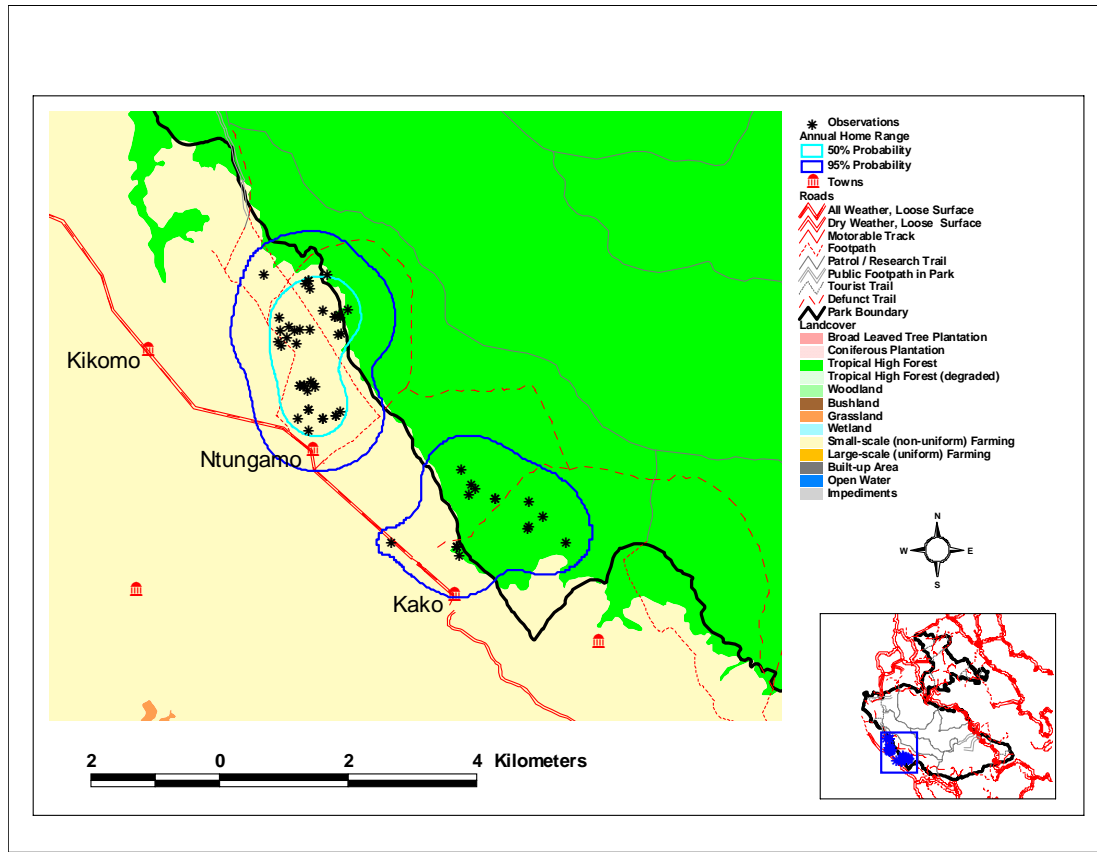 Kikomo
Ntungamo
Kako
2 0 2 4 Kilometers
Observations
Annual Home Range
50% Probability
95% Probability
Towns
Roads
All Weather, Loose Surface
Dry Weather, Loose Surface
Motorable Track
Footpath
Patrol / Research Trail
Public Footpath in Park
Tourist Trail
Defunct Trail
Park Boundary
Landcover
Broad Leaved Tree Plantation
Coniferous Plantation
Tropical High Forest
Tropical High Forest (degraded)
Woodland
Bushland
Grassland
Wetland
Small-scale (non-uniform) Farming
Large-scale (uniform) Farming
Built-up Area
Open Water
Impediments
N
W E
S